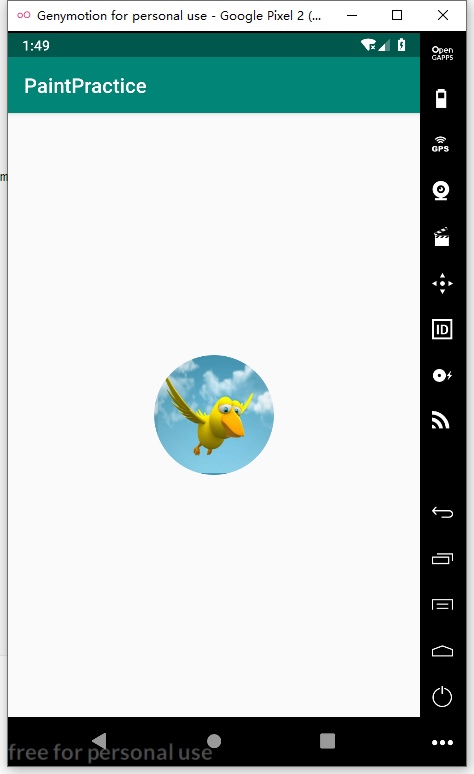 Genymotion for personal use - Google Pixel 2 (...
1:49
Open
GAPPS
PaintPractice
GPS
m
ID
free for personal use